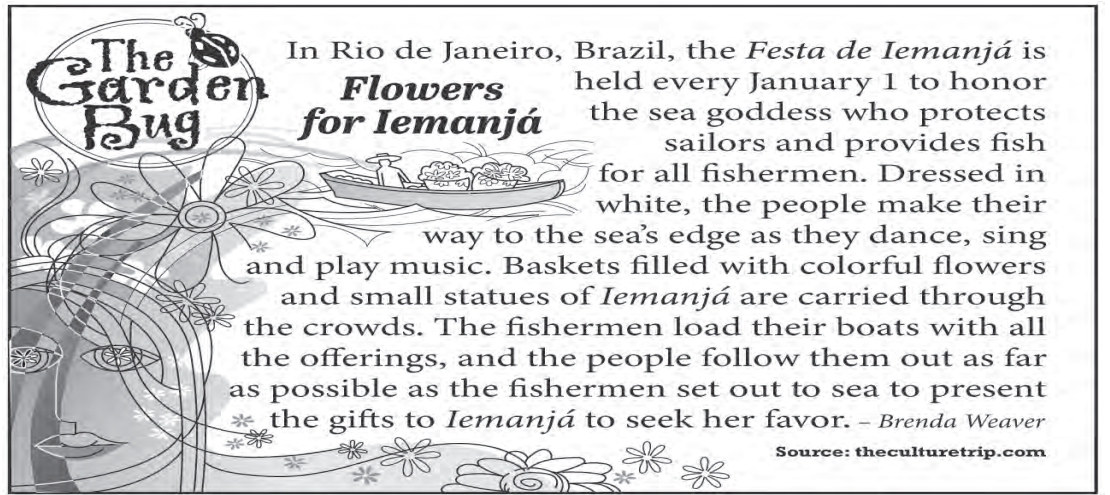 The
Garden
Bug
Flowers
for Iemanjá
In Rio de Janeiro, Brazil, the Festa de Iemanjá is
held every January 1 to honor
the sea goddess who protects
sailors and provides fish
for all fishermen. Dressed in
white, the people make their
way to the sea's edge as they dance, sing
and play music. Baskets filled with colorful flowers
and small statues of Iemanjá are carried through
the crowds. The fishermen load their boats with all
the offerings, and the people follow them out as far
as possible as the fishermen set out to sea to present
the gifts to Iemanjá to seek her favor. – Brenda Weaver
Source: theculturetrip.com